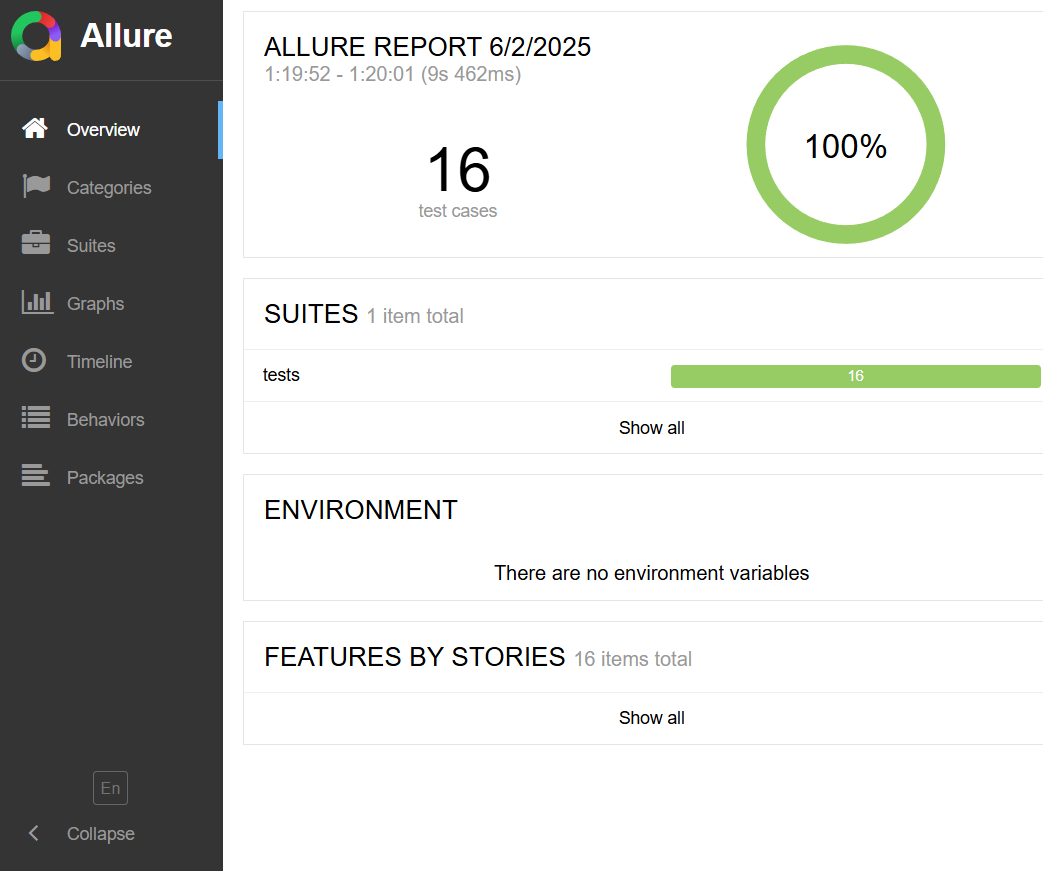 Allure
Overview
Categories
Suites
Graphs
Timeline
Behaviors
Packages
En
Collapse
ALLURE REPORT 6/2/2025
1:19:52 - 1:20:01 (9s 462ms)
16
test cases
100%
SUITES 1 item total
tests 16
Show all
ENVIRONMENT
There are no environment variables
FEATURES BY STORIES 16 items total
Show all